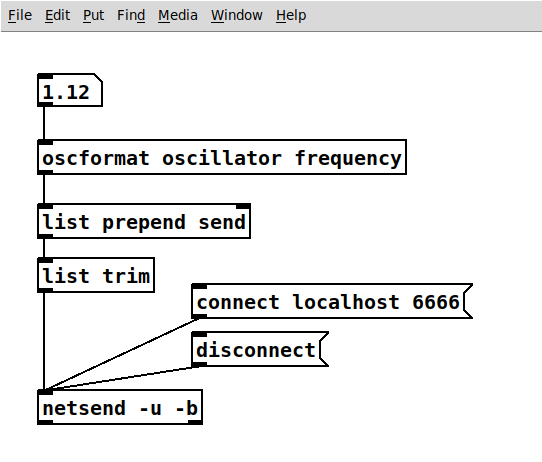 File Edit Put Find Media Window Help
1.12
oscformat oscillator frequency
list prepend send
list trim
connect localhost 6666
disconnect
netsend -u -b